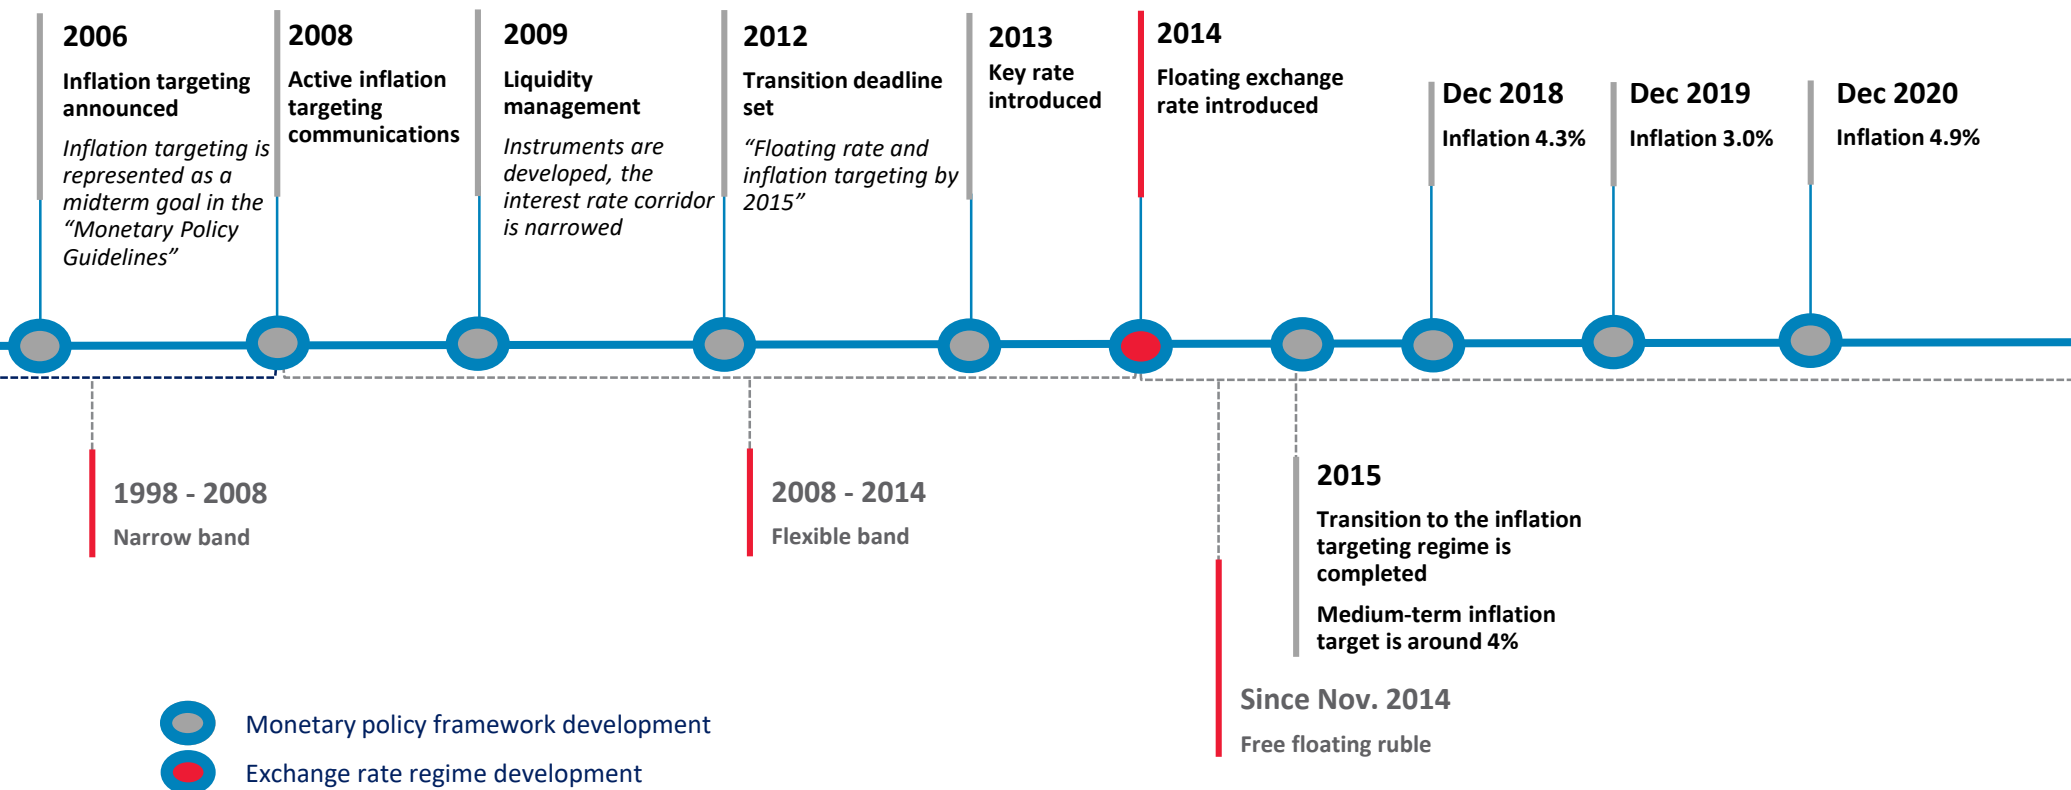 2006
Inflation targeting
announced
Inflation targeting is
represented as a
midterm goal in the
“Monetary Policy
Guidelines”
2008
Active inflation
targeting
communications
2009
Liquidity
management
Instruments are
developed, the
interest rate corridor
is narrowed
2012
Transition deadline
set
“Floating rate and
inflation targeting by
2015”
2013
Key rate
introduced
2014
Floating exchange
rate introduced
Dec 2018
Inflation 4.3%
Dec 2019
Inflation 3.0%
Dec 2020
Inflation 4.9%
1998 - 2008
Narrow band
2008 - 2014
Flexible band
2015
Transition to the inflation
targeting regime is
completed
Medium-term inflation
target is around 4%
Since Nov. 2014
Free floating ruble
Monetary policy framework development
Exchange rate regime development